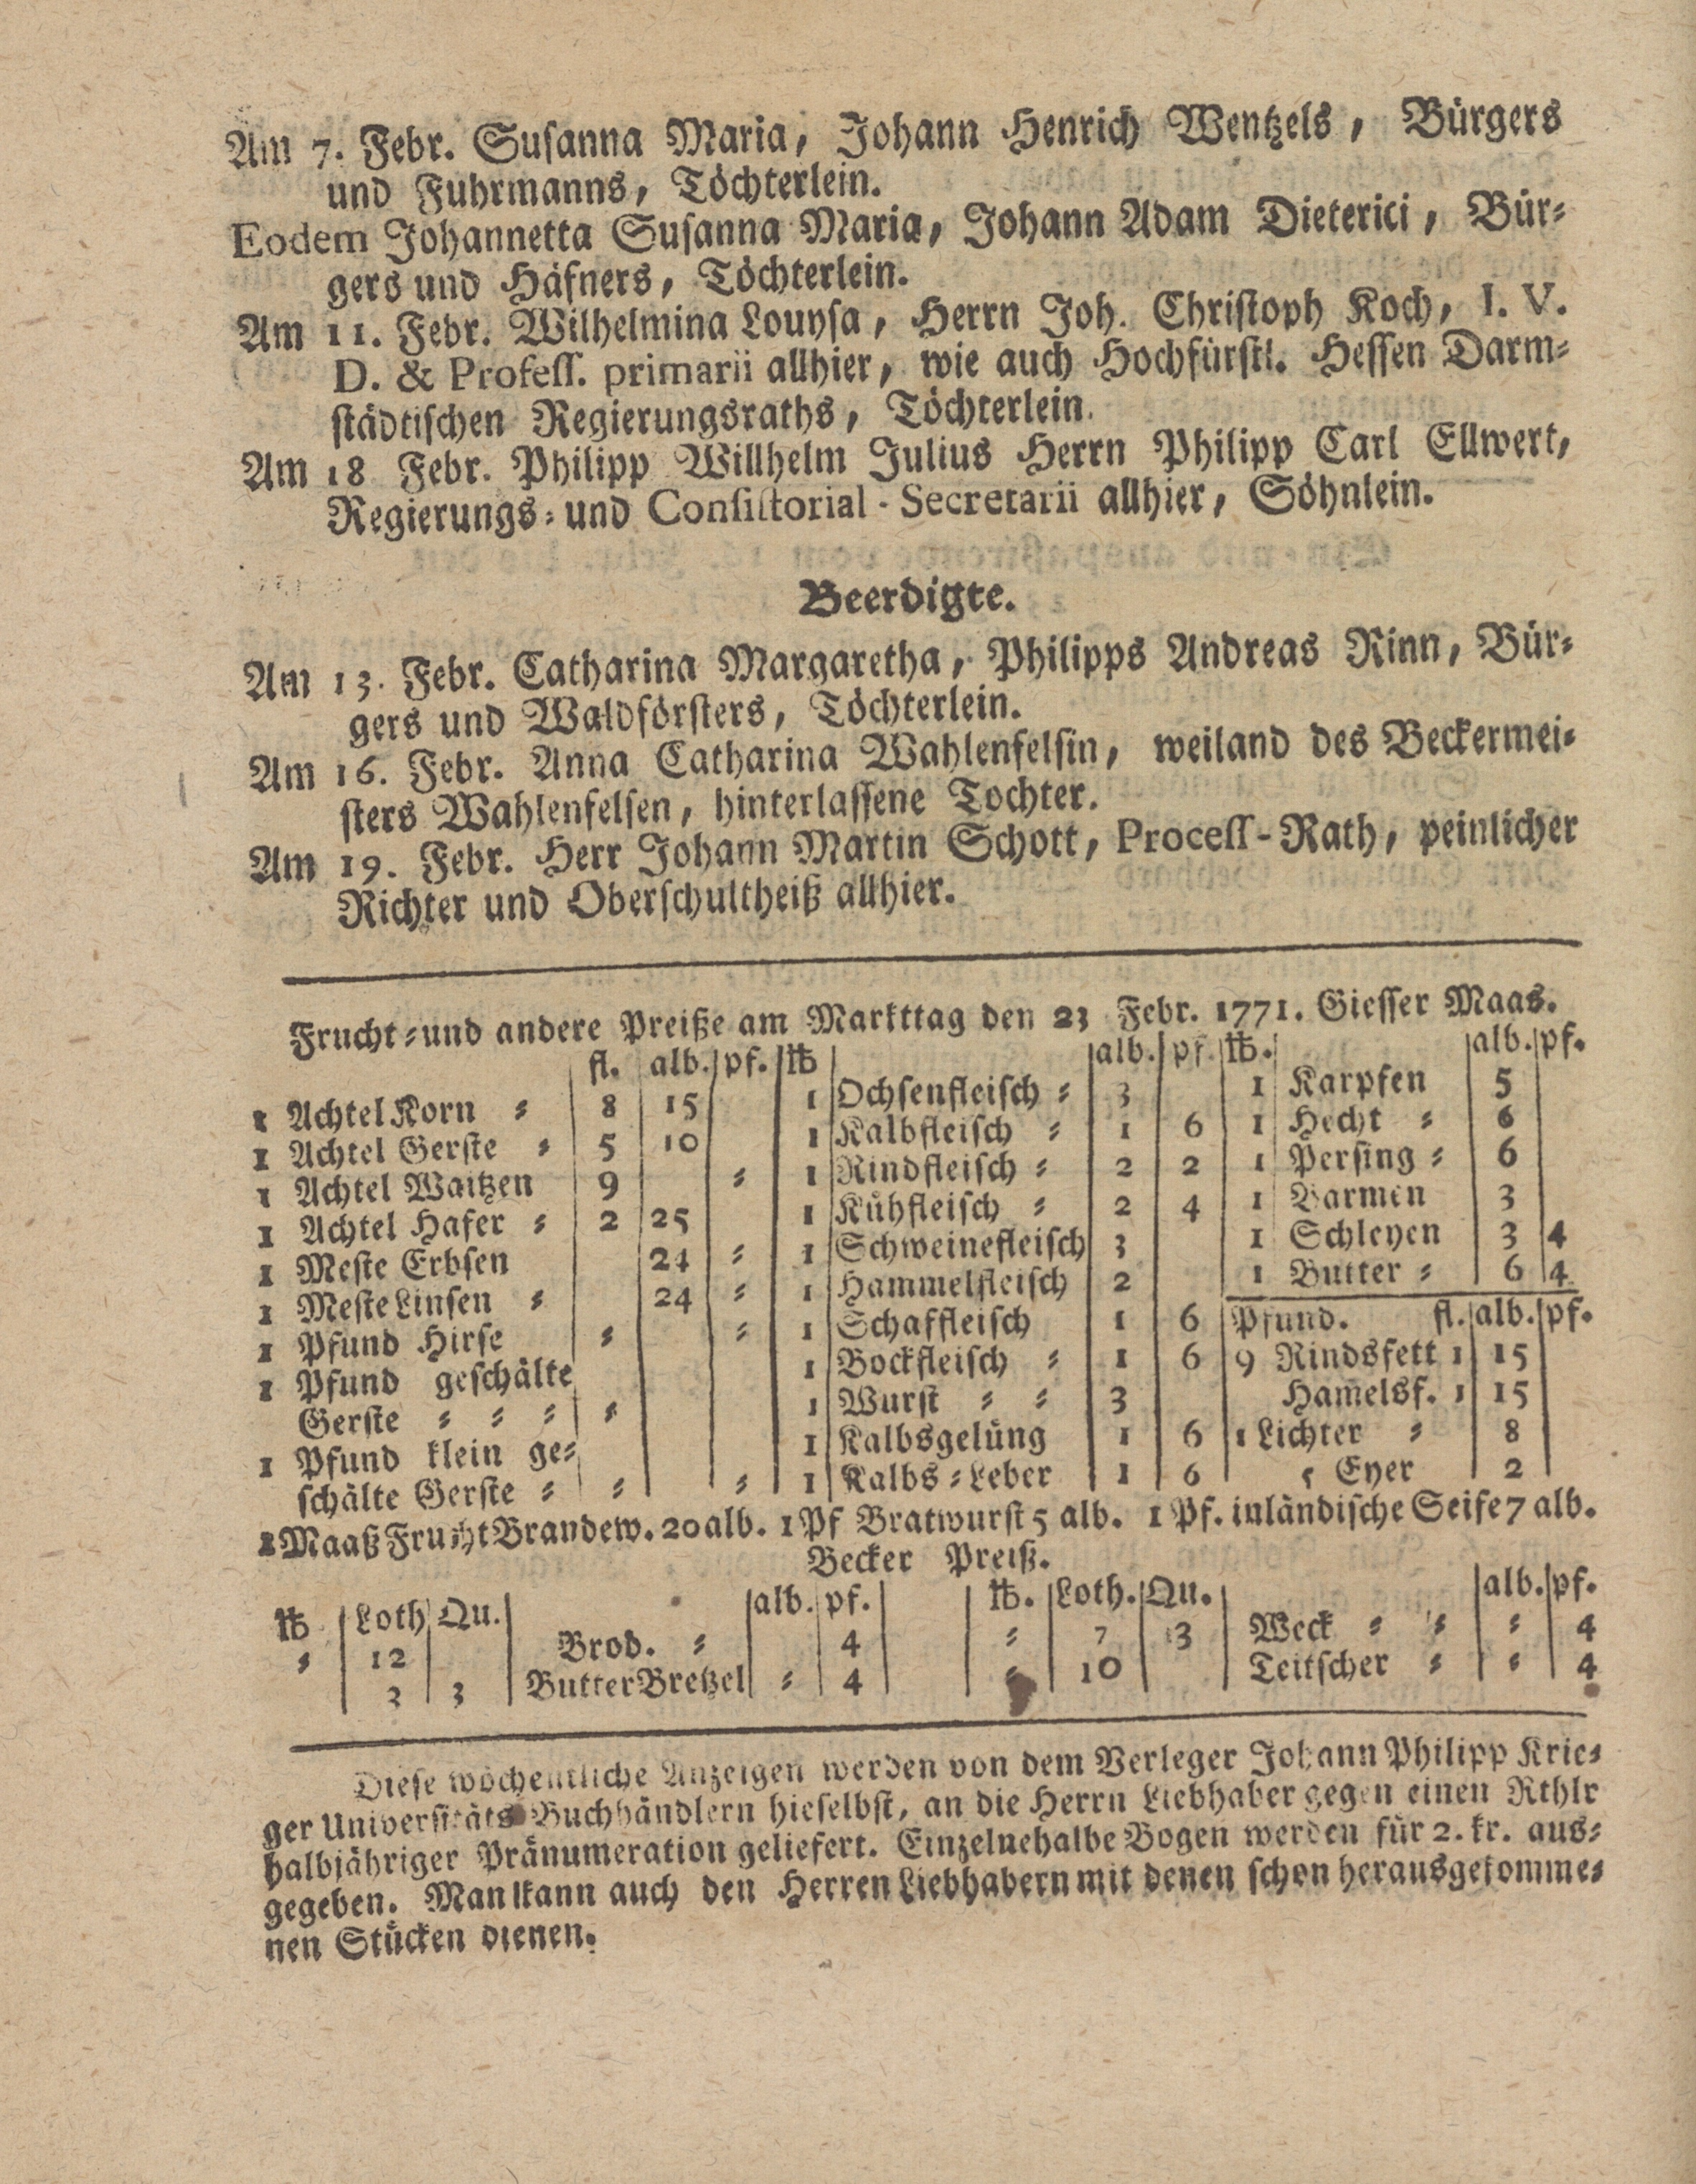 Am 7. Febr. Susanna Maria, Johann Henrich Wentzels, Bürgers
und Fuhrmanns, Töchterlein.
Eodem Johannetta Susanna Maria, Johann Adam Dieterici, Bür-
gers und Häfners, Töchterlein.
Am 11. Febr. Wilhelmina Louysa, Herrn Joh. Christoph Koch, I. V.
D. & Profess. primarii allhier, wie auch Hochfürstl. Hessen Darm-
städtischen Regierungsraths, Töchterlein.
Am 18 Febr. Philipp Willhelm Julius Herrn Philipp Carl Ellwert,
Regierungs- und Consistorial-Secretarii allhier, Söhnlein.
Beerdigte.
Am 13. Febr. Catharina Margaretha, Philipps Andreas Rinn, Bür-
gers und Waldförsters, Töchterlein.
Am 16. Febr. Anna Catharina Wahlenfelsin, weiland des Beckermei-
sters Wahlenfelsen, hinterlassene Tochter.
Am 19. Febr. Herr Johann Martin Schott, Process-Rath, peinlicher
Richter und Oberschultheiß allhier.
Frucht- und andere Preiße am Markttag den 23 Febr. 1771. Giesser Maas.
fl. alb. pf. ℔ alb. pf. ℔. alb. pf.
1 Achtel Korn - 8 15 1 Ochsenfleisch - 3 1 Karpfen 5
1 Achtel Gerste - 5 10 1 Kalbfleisch - 1 6 1 Hecht - 6
1 Achtel Waitzen 9 - 1 Rindfleisch - 2 2 1 Persing - 6
1 Achtel Hafer - 2 25 1 Kühfleisch - 2 4 1 Barmen 3
1 Meste Erbsen 24 - 1 Schweinefleisch 3 1 Schleyen 3 4
1 Meste Linsen - 24 - 1 Hammelfleisch 2 1 Butter - 6 4
1 Pfund Hirse - - 1 Schaffleisch 1 6 Pfund. fl. alb. pf.
1 Pfund geschälte 1 Bockfleisch - 1 6 9 Rindsfett 1 15
Gerste - - - - 1 Wurst - - 3 Ham̄elsf. 1 15
1 Pfund klein ge- 1 Kalbsgelüng 1 6 1 Lichter - 8
schälte Gerste - - - 1 Kalbs-Leber 1 6 5 Eyer 2
1 Maaß Frucht Brandew. 20 alb. 1 Pf Bratwurst 5 alb. 1 Pf. inländische Seife 7 alb.
Becker Preiß.
℔ Loth Qu. alb. pf. ℔. Loth. Qu. alb. pf.
- 12 Brod. - 4 - 7 3 Weck - - - 4
3 3 Butter Bretzel - 4 - 10 Teitscher - - 4
Diese wöchentliche Anzeigen werden von dem Verleger Johann Philipp Krie-
ger Universitäts Buchhändlern hieselbst, an die Herrn Liebhaber gegen einen Rthlr
halbjähriger Pränumeration geliefert. Einzelne halbe Bogen werden für 2. kr. aus-
gegeben. Man kann auch den Herren Liebhabern mit denen schon herausgekomme-
nen Stücken dienen.